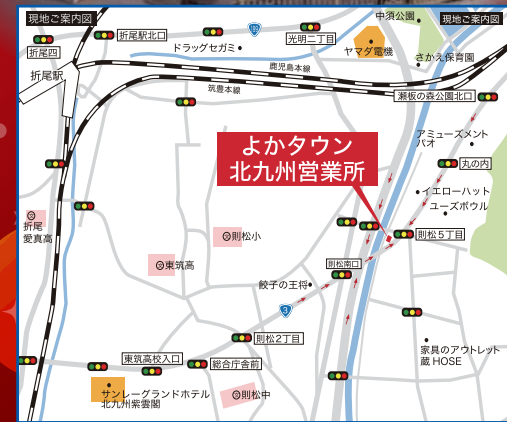 現地ご案内図
現地ご案内図
中須公園
折尾四
折尾駅北口
199
光明二丁目
ドラッグセガミ
ヤマダ電機
さかえ保育園
折尾駅
鹿児島本線
筑豊本線
瀬板の森公園北口
よかタウン
北九州営業所
アミューズメント
パオ
丸の内
イエローハット
ユーズボウル
文
折尾
愛真高
文則松小
則松5丁目
文東筑高
則松南口
餃子の王将
3
則松2丁目
東筑高校入口
総合庁舎前
家具のアウトレット
蔵 HOSE
サンレーグランドホテル
北九州紫雲閣
文則松中